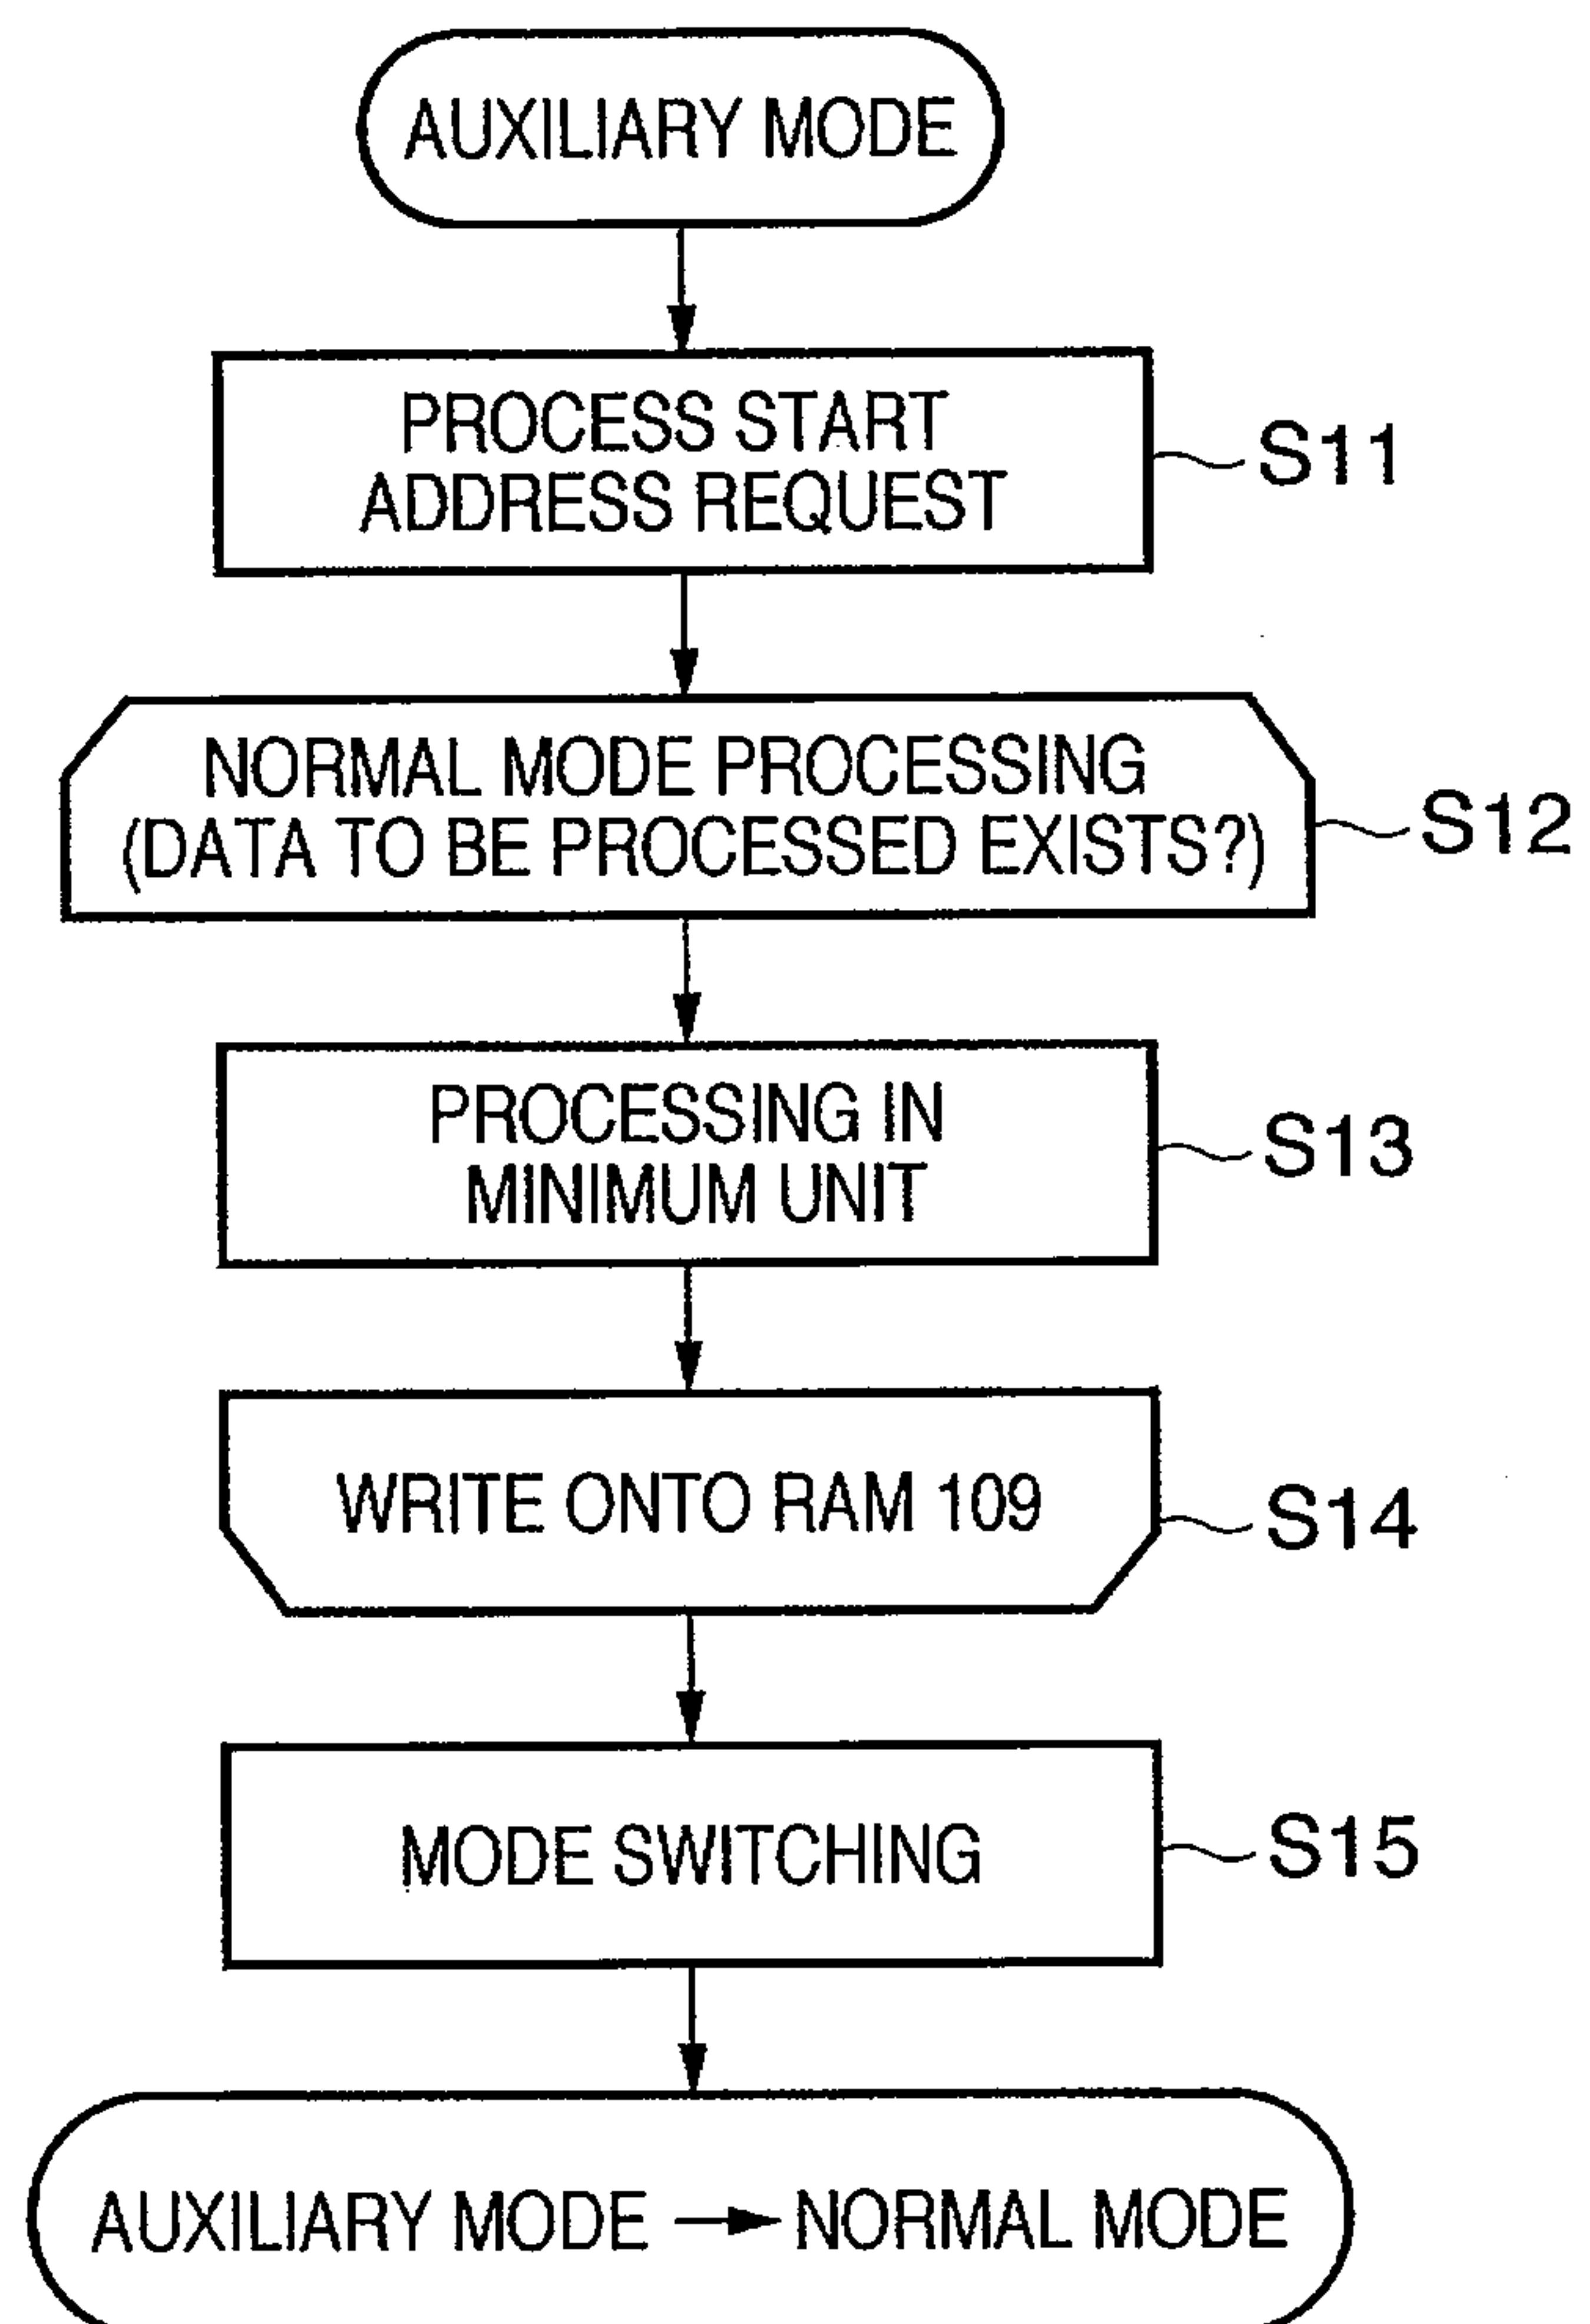 AUXILIARY MODE
PROCESS START
ADDRESS REQUEST
S11
NORMAL MODE PROCESSING
(DATA TO BE PROCESSED EXISTS?)
S12
PROCESSING IN
MINIMUM UNIT
S13
WRITE ONTO RAM 109
S14
MODE SWITCHING
S15
AUXILIARY MODE → NORMAL MODE